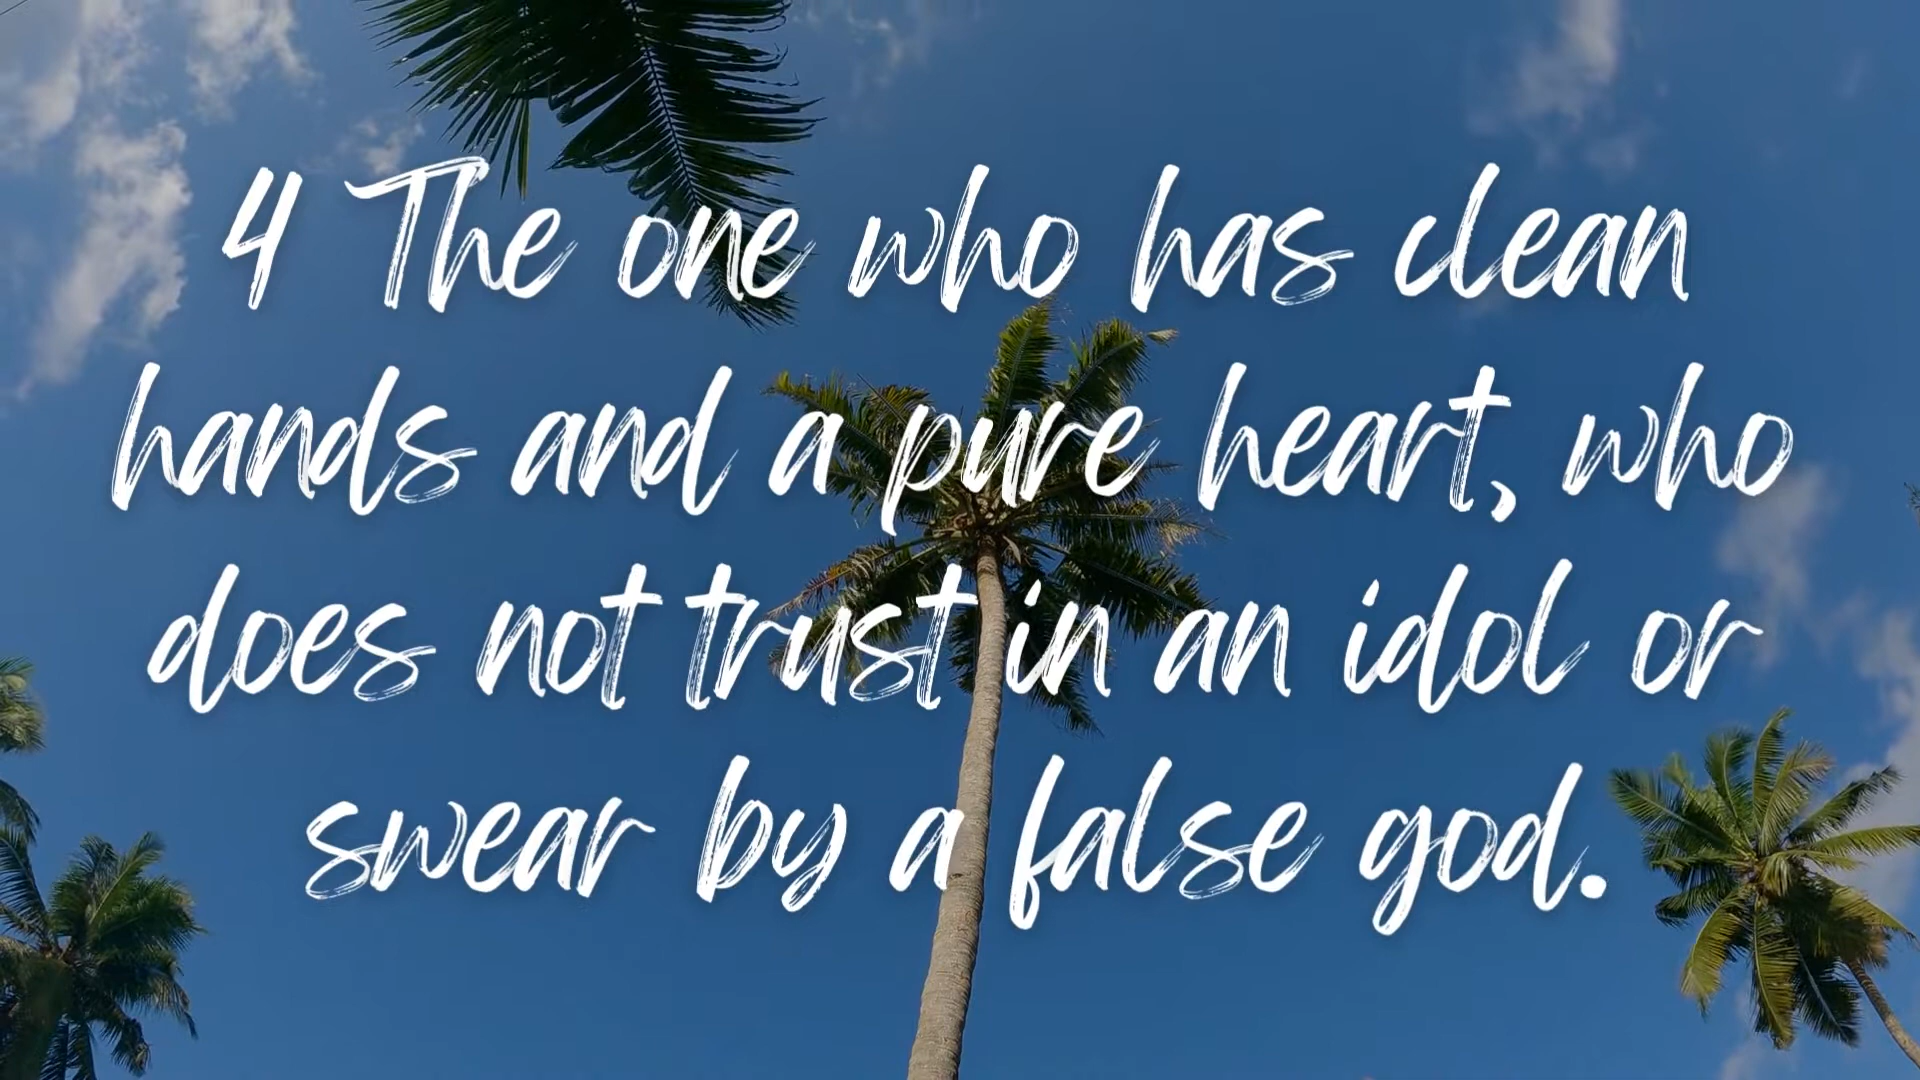 4 The one who has clean
hands and a pure heart, who
does not trust in an idol or
swear by a false god.